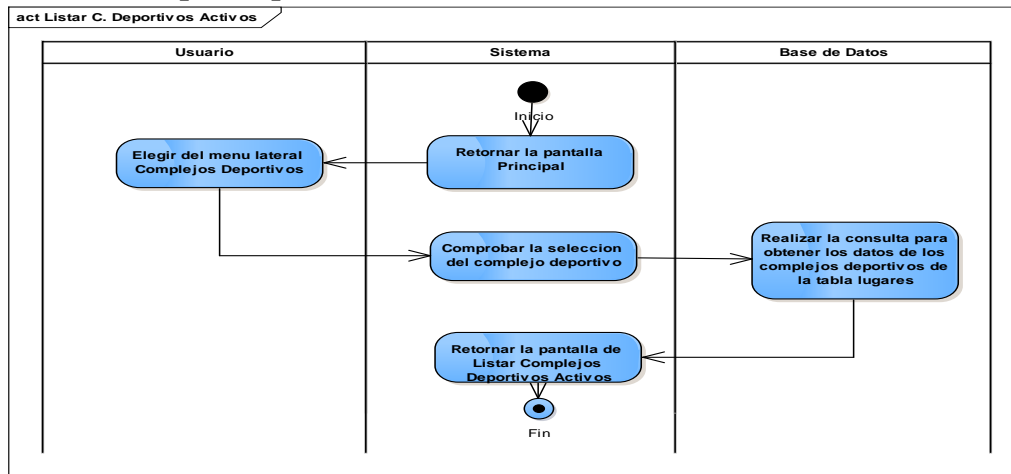 act Listar C. Deportivos Activos
Usuario
Sistema
Base de Datos
Inicio
Elegir del menu lateral
Complejos Deportivos
Retornar la pantalla
Principal
Comprobar la seleccion
del complejo deportivo
Realizar la consulta para
obtener los datos de los
complejos deportivos de
la tabla lugares
Retornar la pantalla de
Listar Complejos
Deportivos Activos
Fin